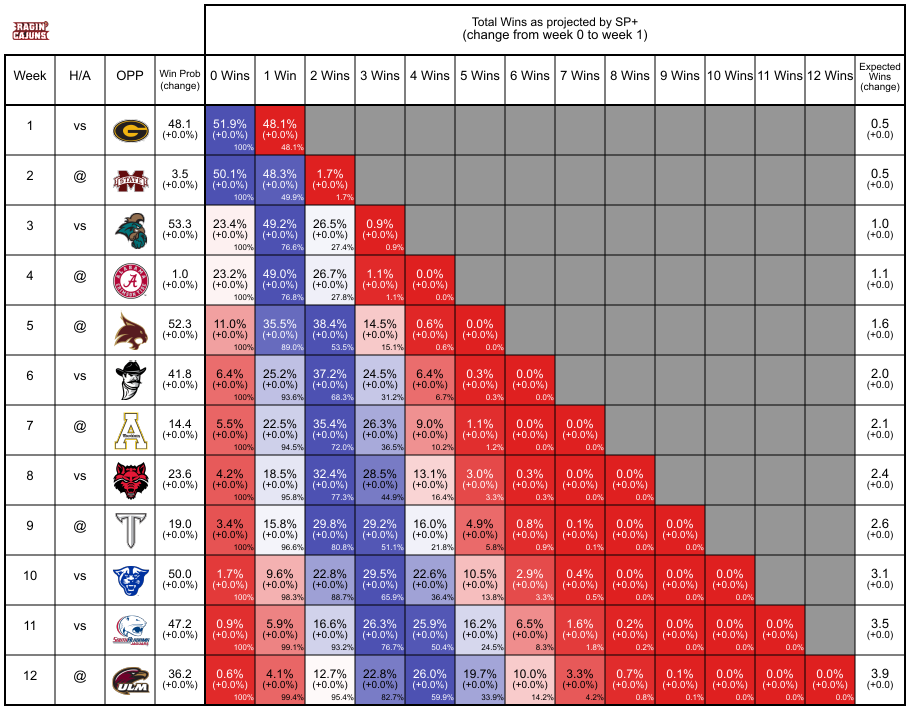 RAGIN' CAJUNS
Total Wins as projected by SP+
(change from week 0 to week 1)
Week H/A OPP Win Prob (change) 0 Wins 1 Win 2 Wins 3 Wins 4 Wins 5 Wins 6 Wins 7 Wins 8 Wins 9 Wins 10 Wins 11 Wins 12 Wins Expected Wins (change)
1 vs G 48.1 (+0.0%) 51.9% (+0.0%) 100% 48.1% (+0.0%) 48.1% 0.5 (+0.0)
2 @ M STATE 3.5 (+0.0%) 50.1% (+0.0%) 100% 48.3% (+0.0%) 49.9% 1.7% (+0.0%) 1.7% 0.5 (+0.0)
3 vs 53.3 (+0.0%) 23.4% (+0.0%) 100% 49.2% (+0.0%) 76.6% 26.5% (+0.0%) 27.4% 0.9% (+0.0%) 0.9% 1.0 (+0.0)
4 @ A 1.0 (+0.0%) 23.2% (+0.0%) 100% 49.0% (+0.0%) 76.8% 26.7% (+0.0%) 27.8% 1.1% (+0.0%) 1.1% 0.0% (+0.0%) 0.0% 1.1 (+0.0)
5 @ 52.3 (+0.0%) 11.0% (+0.0%) 100% 35.5% (+0.0%) 89.0% 38.4% (+0.0%) 53.5% 14.5% (+0.0%) 15.1% 0.6% (+0.0%) 0.6% 0.0% (+0.0%) 0.0% 1.6 (+0.0)
6 vs 41.8 (+0.0%) 6.4% (+0.0%) 100% 25.2% (+0.0%) 93.6% 37.2% (+0.0%) 68.3% 24.5% (+0.0%) 31.2% 6.4% (+0.0%) 6.7% 0.3% (+0.0%) 0.3% 0.0% (+0.0%) 0.0% 2.0 (+0.0)
7 @ A 14.4 (+0.0%) 5.5% (+0.0%) 100% 22.5% (+0.0%) 94.5% 35.4% (+0.0%) 72.0% 26.3% (+0.0%) 36.5% 9.0% (+0.0%) 10.2% 1.1% (+0.0%) 1.2% 0.0% (+0.0%) 0.0% 0.0% (+0.0%) 0.0% 2.1 (+0.0)
8 vs 23.6 (+0.0%) 4.2% (+0.0%) 100% 18.5% (+0.0%) 95.8% 32.4% (+0.0%) 77.3% 28.5% (+0.0%) 44.9% 13.1% (+0.0%) 16.4% 3.0% (+0.0%) 3.3% 0.3% (+0.0%) 0.3% 0.0% (+0.0%) 0.0% 0.0% (+0.0%) 0.0% 2.4 (+0.0)
9 @ T 19.0 (+0.0%) 3.4% (+0.0%) 100% 15.8% (+0.0%) 96.6% 29.8% (+0.0%) 80.8% 29.2% (+0.0%) 51.1% 16.0% (+0.0%) 21.8% 4.9% (+0.0%) 5.8% 0.8% (+0.0%) 0.9% 0.1% (+0.0%) 0.1% 0.0% (+0.0%) 0.0% 0.0% (+0.0%) 0.0% 2.6 (+0.0)
10 vs 50.0 (+0.0%) 1.7% (+0.0%) 100% 9.6% (+0.0%) 98.3% 22.8% (+0.0%) 88.7% 29.5% (+0.0%) 65.9% 22.6% (+0.0%) 36.4% 10.5% (+0.0%) 13.8% 2.9% (+0.0%) 3.3% 0.4% (+0.0%) 0.5% 0.0% (+0.0%) 0.0% 0.0% (+0.0%) 0.0% 0.0% (+0.0%) 0.0% 3.1 (+0.0)
11 vs SOUTH ALABAMA 47.2 (+0.0%) 0.9% (+0.0%) 100% 5.9% (+0.0%) 99.1% 16.6% (+0.0%) 93.2% 26.3% (+0.0%) 76.7% 25.9% (+0.0%) 50.4% 16.2% (+0.0%) 24.5% 6.5% (+0.0%) 8.3% 1.6% (+0.0%) 1.8% 0.2% (+0.0%) 0.2% 0.0% (+0.0%) 0.0% 0.0% (+0.0%) 0.0% 0.0% (+0.0%) 0.0% 3.5 (+0.0)
12 @ ULM 36.2 (+0.0%) 0.6% (+0.0%) 100% 4.1% (+0.0%) 99.4% 12.7% (+0.0%) 95.4% 22.8% (+0.0%) 82.7% 26.0% (+0.0%) 59.9% 19.7% (+0.0%) 33.9% 10.0% (+0.0%) 14.2% 3.3% (+0.0%) 4.2% 0.7% (+0.0%) 0.8% 0.1% (+0.0%) 0.1% 0.0% (+0.0%) 0.0% 0.0% (+0.0%) 0.0% 0.0% (+0.0%) 0.0% 3.9 (+0.0)